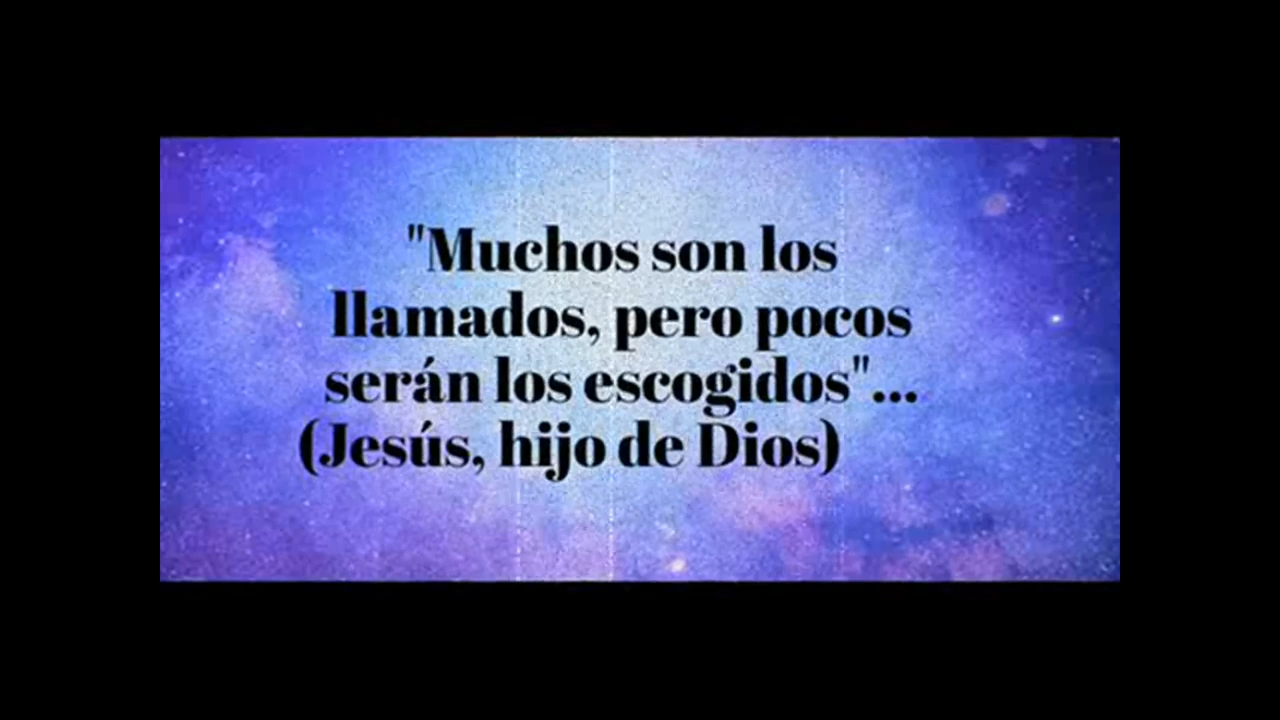 "Muchos son los
llamados, pero pocos
serán los escogidos"...
(Jesús, hijo de Dios)